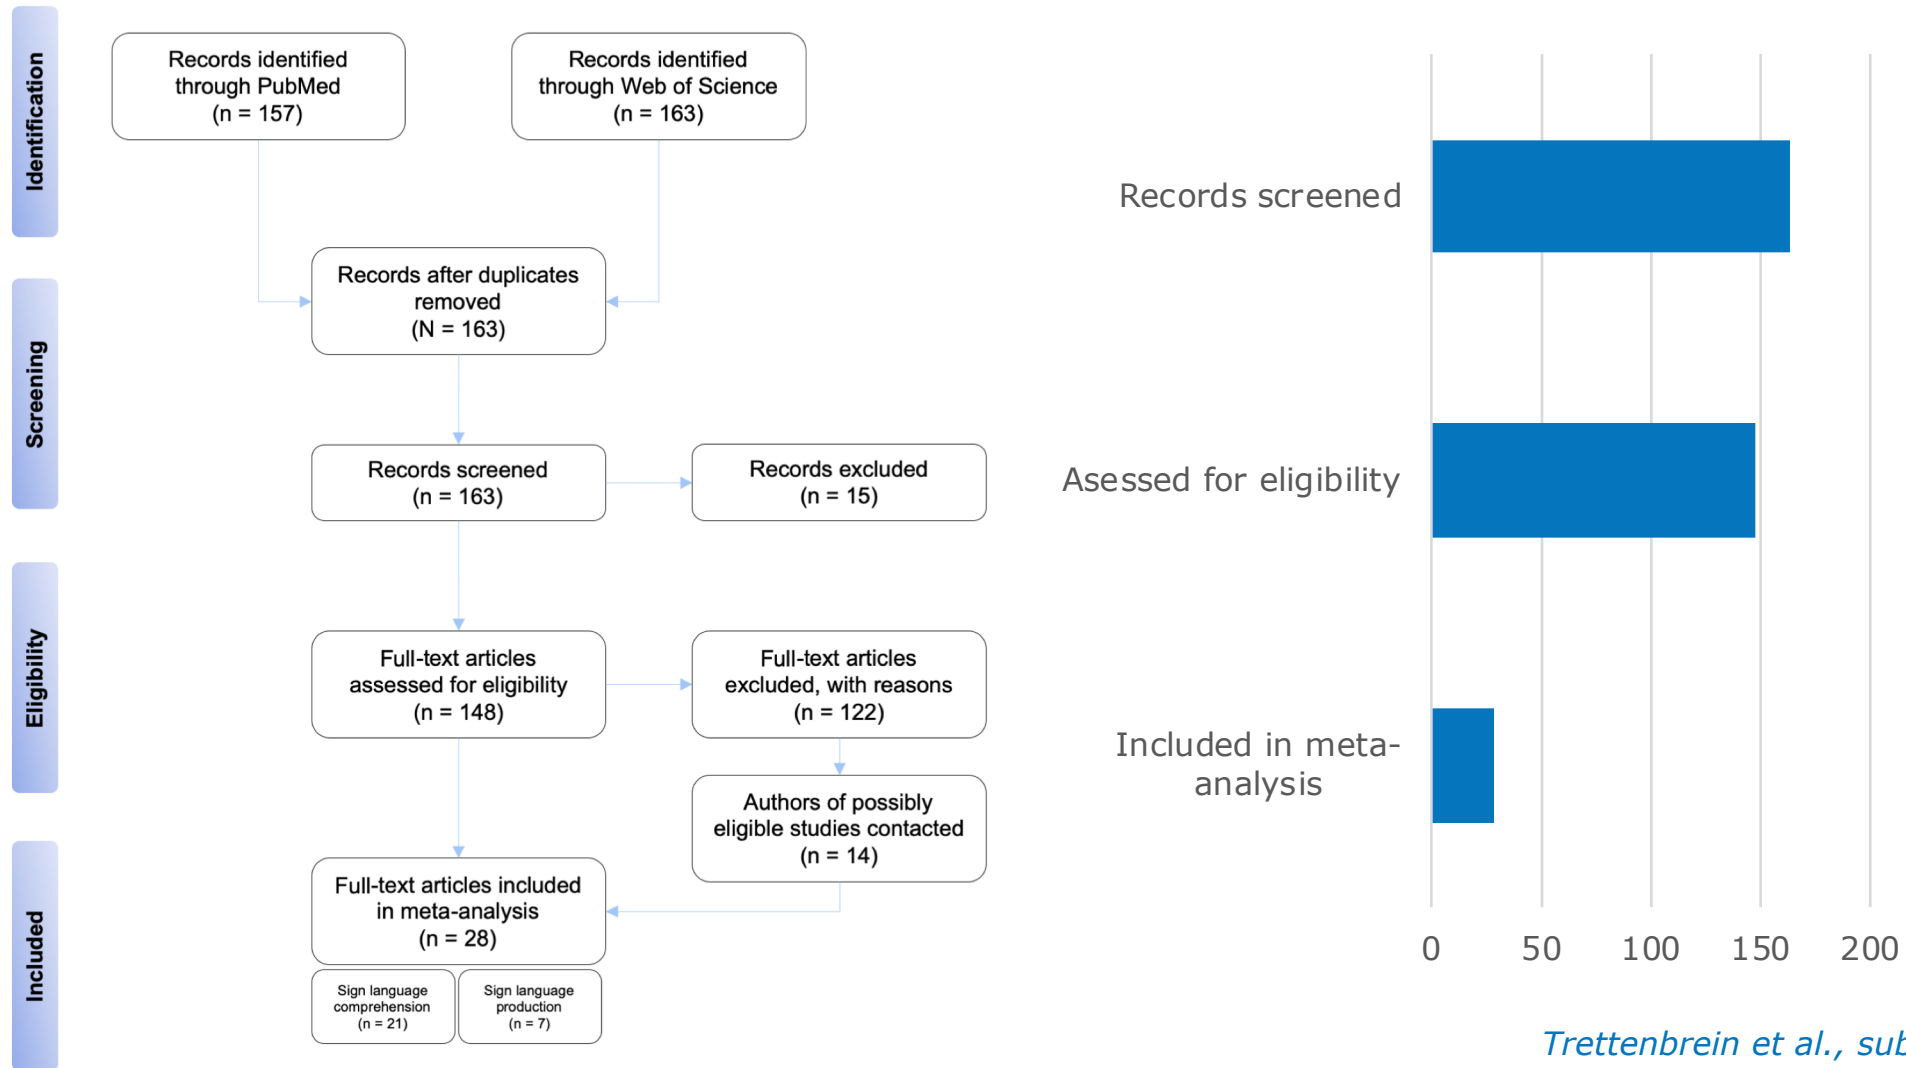 Identification
Records identified
through PubMed
(n = 157)
Records identified
through Web of Science
(n = 163)
Records after duplicates
removed
(N = 163)
Screening
Records screened
(n = 163)
Records excluded
(n = 15)
Eligibility
Full-text articles
assessed for eligibility
(n = 148)
Full-text articles
excluded, with reasons
(n = 122)
Authors of possibly
eligible studies contacted
(n = 14)
Included
Full-text articles included
in meta-analysis
(n = 28)
Sign language
comprehension
(n = 21)
Sign language
production
(n = 7)
Records screened
Asessed for eligibility
Included in meta-
analysis
0 50 100 150 200
Trettenbrein et al., sub